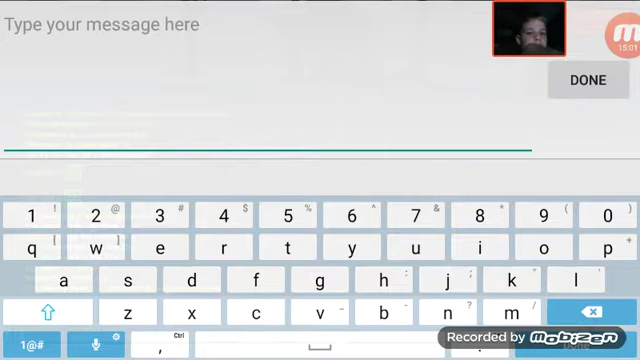 Type your message here
15:01
DONE
1 ! 2 @ 3 # 4 $ 5 % 6 ^ 7 & 8 * 9 ( 0 )
q [ w ] e r t y u i o p +
a s d f g h : j ; k " l '
z x c v _ b - n ? m /
1@# , Ctrl
Recorded by mobizen